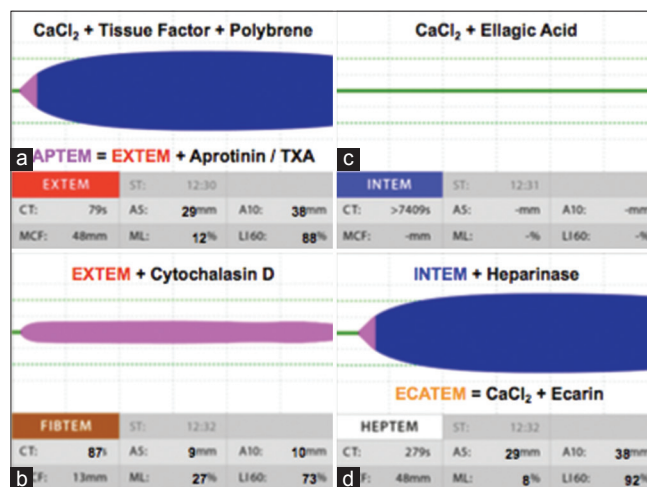 CaCl₂ + Tissue Factor + Polybrene
a
APTEM = EXTEM + Aprotinin / TXA
EXTEM ST: 12:30
CT: 79s A5: 29mm A10: 38mm
MCF: 48mm ML: 12% LI60: 88%
CaCl₂ + Ellagic Acid
c
INTEM ST: 12:31
CT: >7409s A5: -mm A10: -mm
MCF: -mm ML: -% LI60: -%
EXTEM + Cytochalasin D
FIBTEM ST: 12:32
CT: 87s A5: 9mm A10: 10mm
b CF: 13mm ML: 27% LI60: 73%
INTEM + Heparinase
ECATEM = CaCl₂ + Ecarin
HEPTEM ST: 12:32
CT: 279s A5: 29mm A10: 38mm
d CF: 48mm ML: 8% LI60: 92%